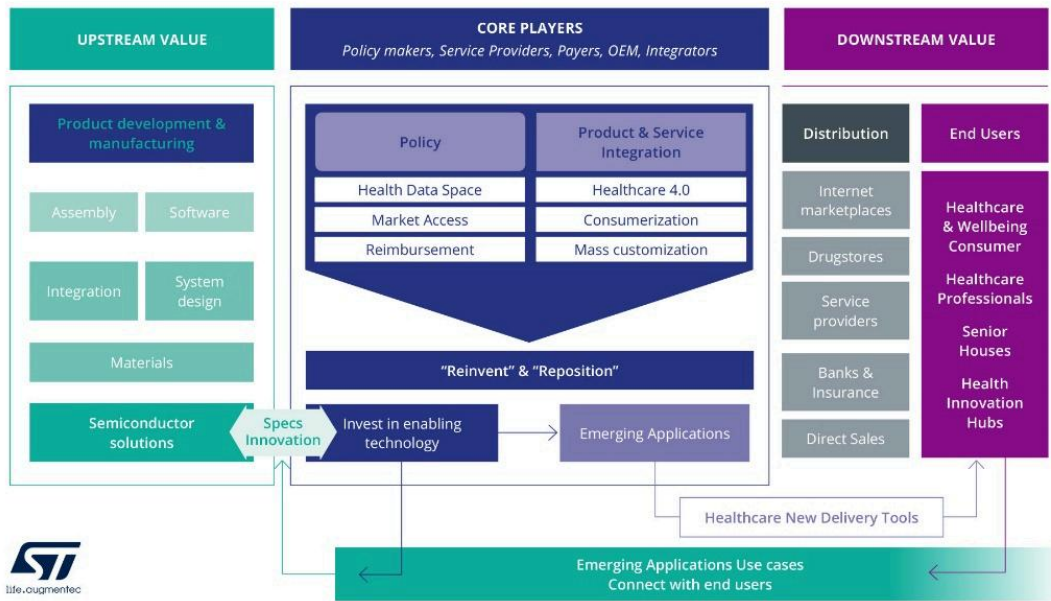 UPSTREAM VALUE
CORE PLAYERS
Policy makers, Service Providers, Payers, OEM, Integrators
DOWNSTREAM VALUE
Product development &
manufacturing
Assembly
Software
Integration
System
design
Materials
Semiconductor
solutions
Specs
Innovation
Policy
Health Data Space
Market Access
Reimbursement
Product & Service
Integration
Healthcare 4.0
Consumerization
Mass customization
"Reinvent" & "Reposition"
Invest in enabling
technology
Emerging Applications
Distribution
Internet
marketplaces
Drugstores
Service
providers
Banks &
Insurance
Direct Sales
End Users
Healthcare
& Wellbeing
Consumer
Healthcare
Professionals
Senior
Houses
Health
Innovation
Hubs
Healthcare New Delivery Tools
Emerging Applications Use cases
Connect with end users
ST
life.augmentec